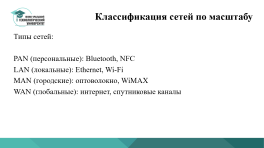 Классификация сетей по масштабу
Типы сетей:
PAN (персональные): Bluetooth, NFC
LAN (локальные): Ethernet, Wi-Fi
MAN (городские): оптоволокно, WiMAX
WAN (глобальные): интернет, спутниковые каналы